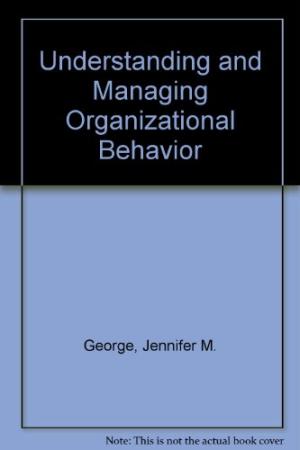 Understanding and
Managing
Organizational
Behavior
George, Jennifer M.
Note: This is not the actual book cover